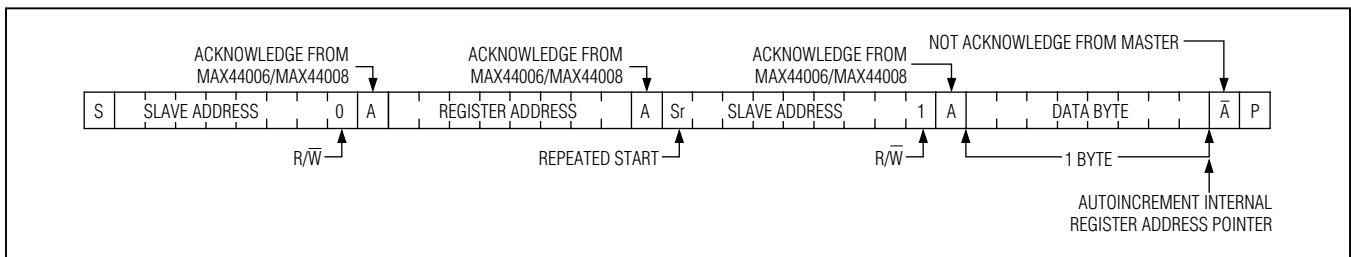 ACKNOWLEDGE FROM
MAX44006/MAX44008
ACKNOWLEDGE FROM
MAX44006/MAX44008
ACKNOWLEDGE FROM
MAX44006/MAX44008
NOT ACKNOWLEDGE FROM MASTER
S SLAVE ADDRESS 0 A REGISTER ADDRESS A Sr SLAVE ADDRESS 1 A DATA BYTE A̅ P
R/W̅
REPEATED START
R/W̅
1 BYTE
AUTOINCREMENT INTERNAL
REGISTER ADDRESS POINTER